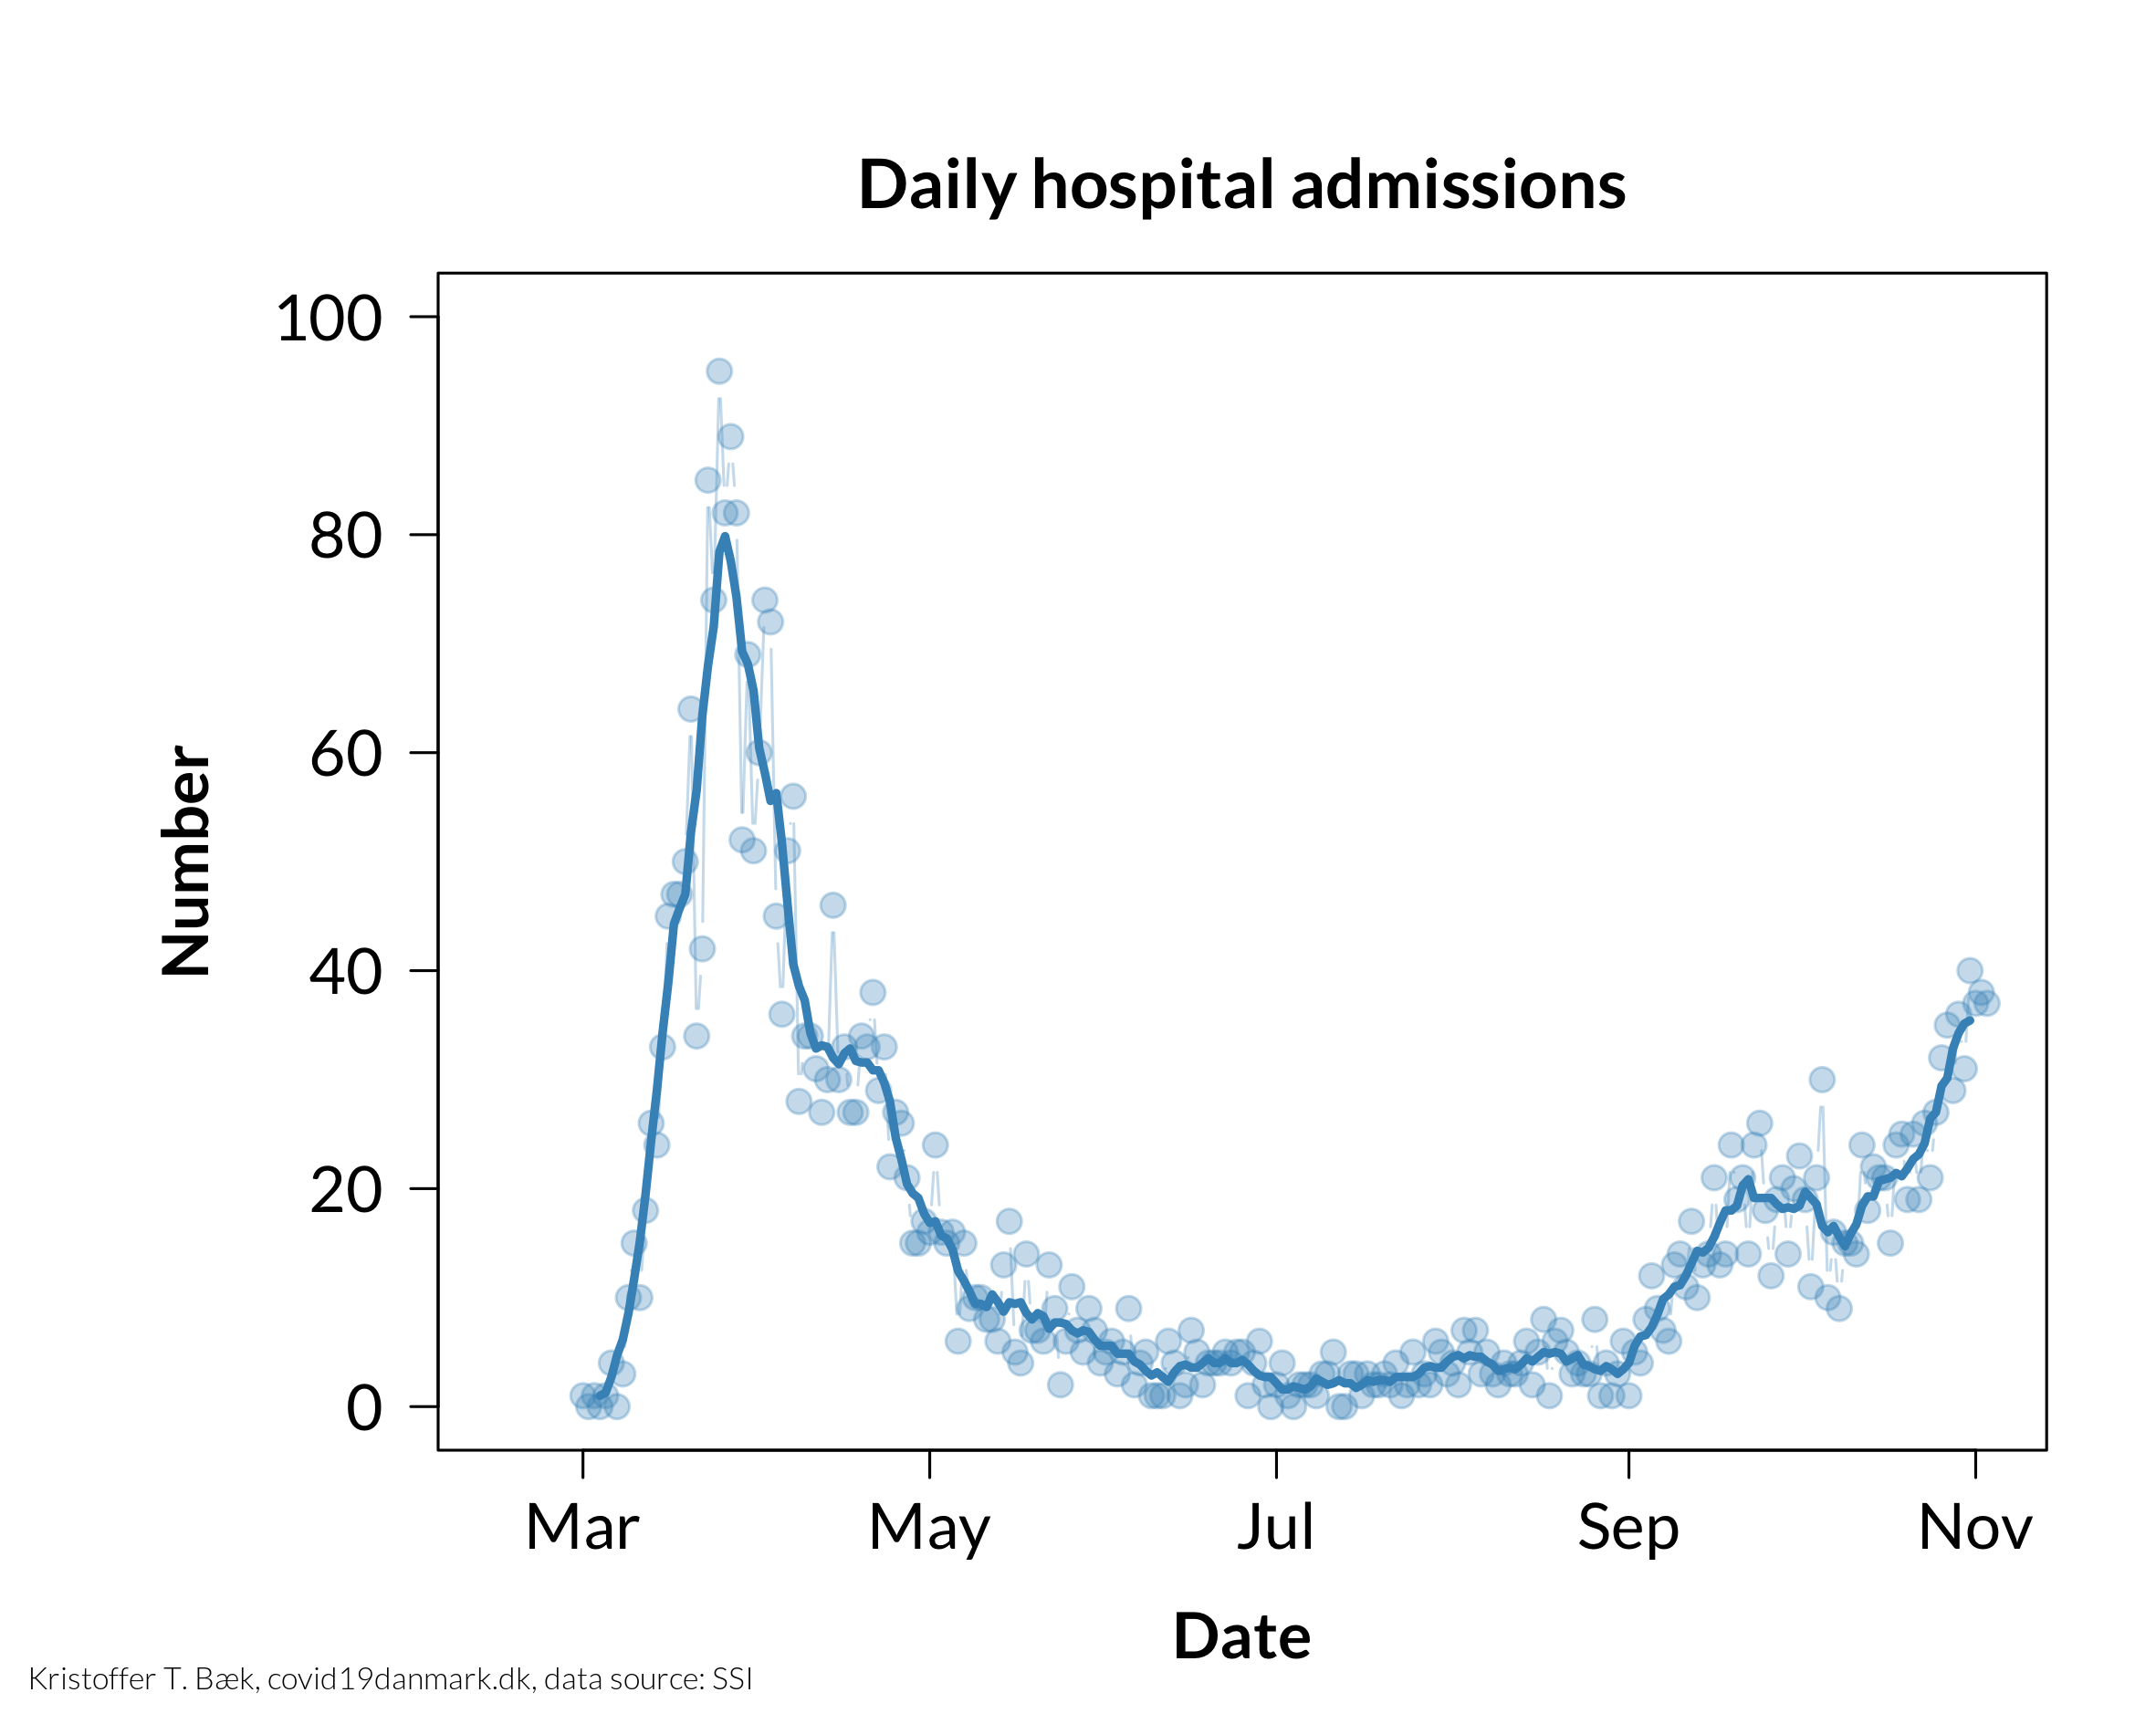 Daily hospital admissions
100
80
60
40
20
0
Number
Mar May Jul Sep Nov
Date
Kristoffer T. Bæk, covid19danmark.dk, data source: SSI